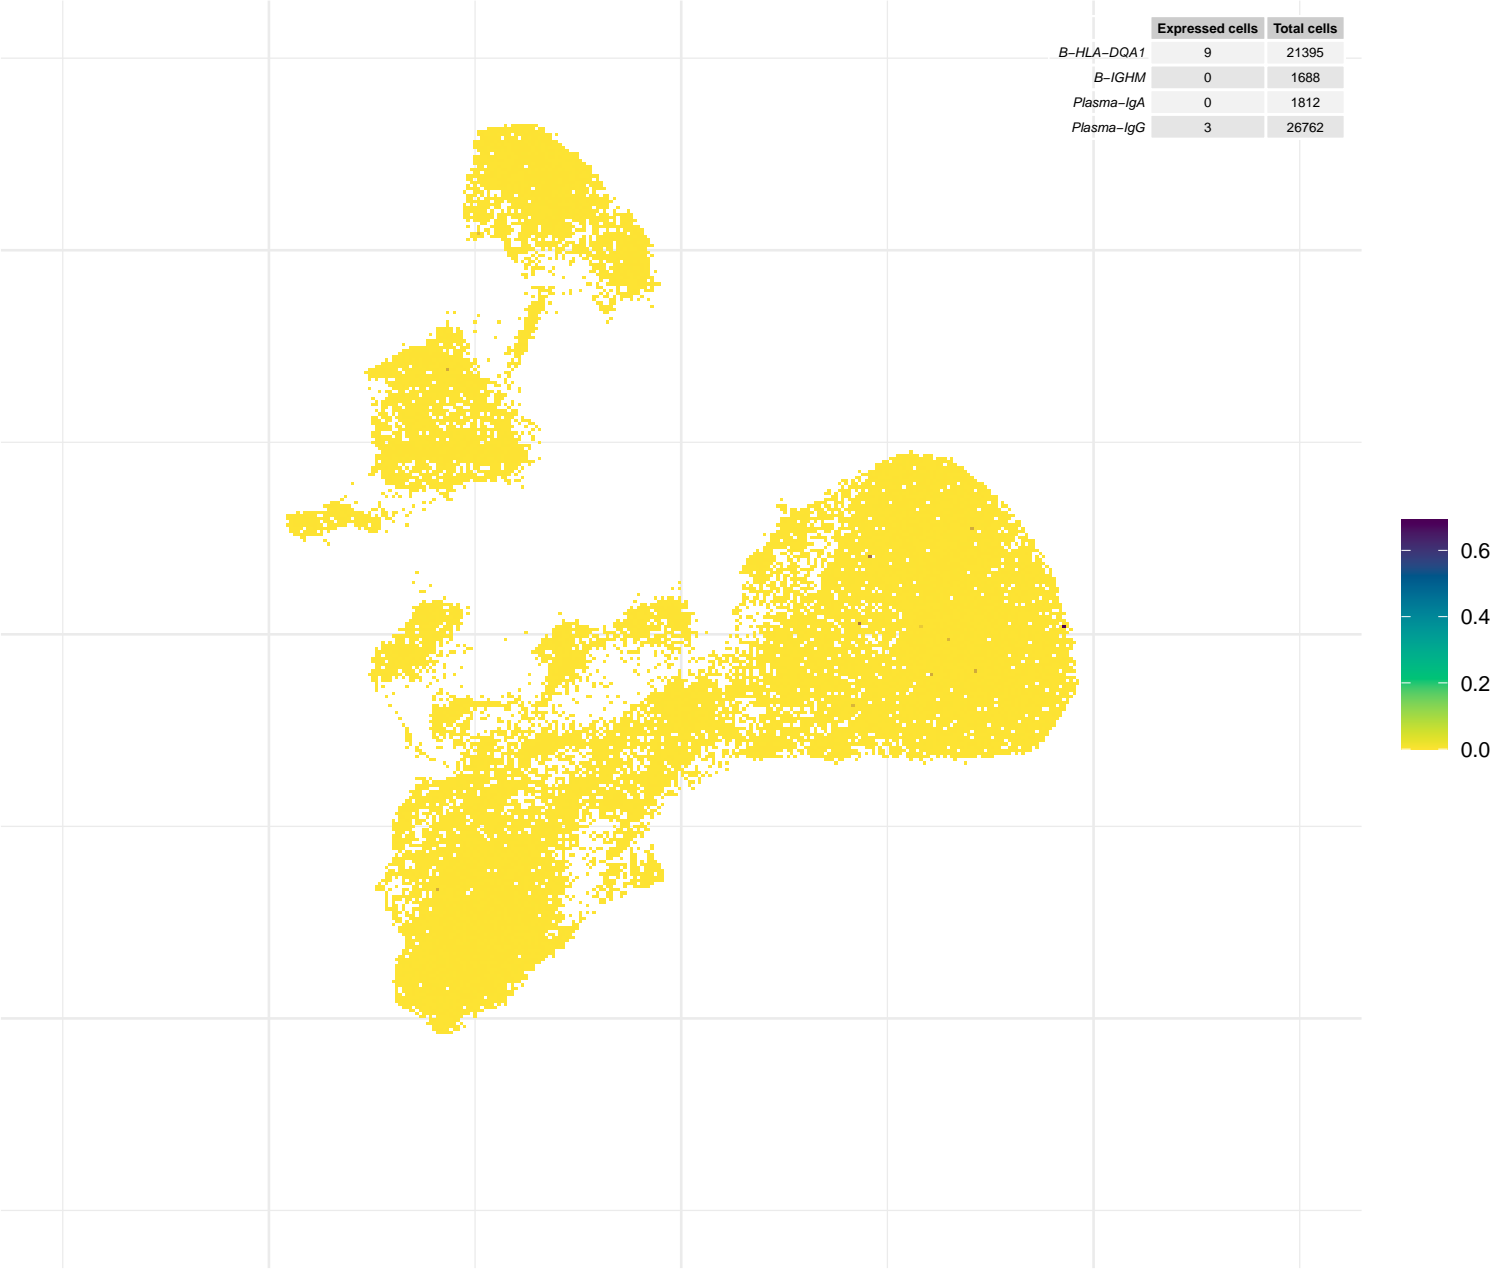 Expressed cells Total cells
B−HLA−DQA1 9 21395
B−IGHM 0 1688
Plasma−IgA 0 1812
Plasma−IgG 3 26762
0.6
0.4
0.2
0.0